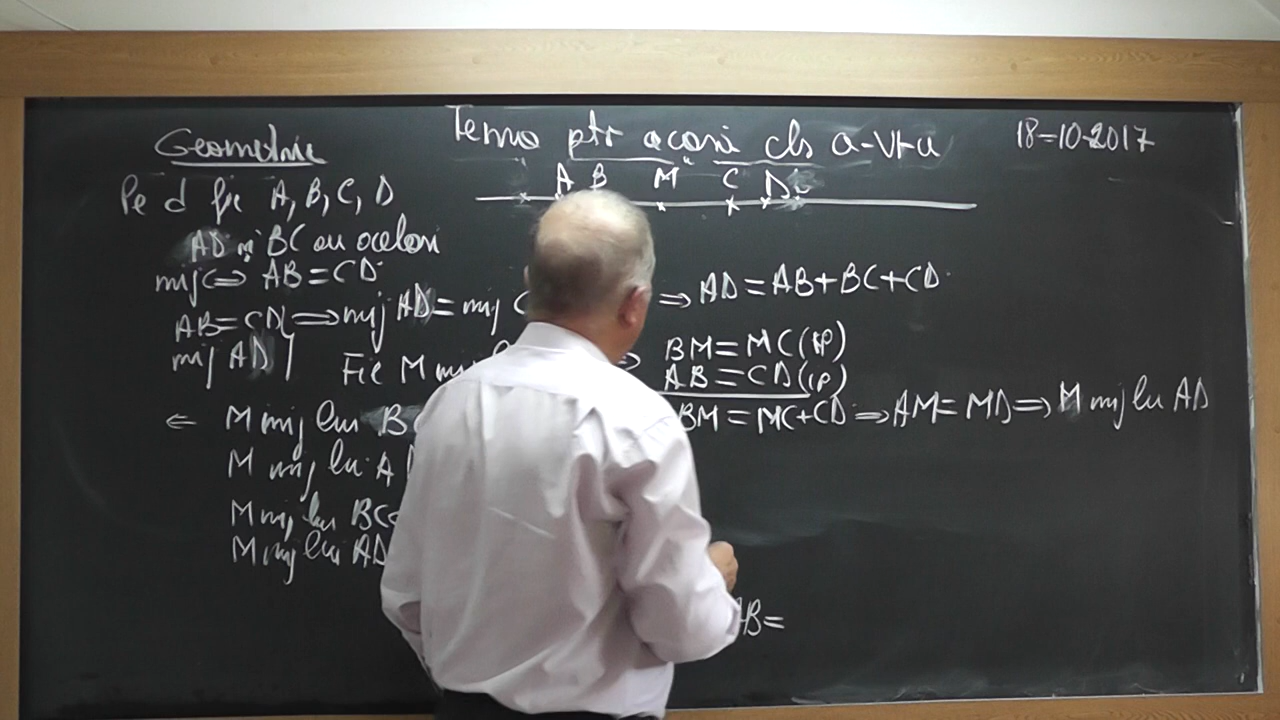 Geometrie
Tema ptr acasă cls a-VI-a
18-10-2017
A B M C D
Pe d fie A, B, C, D
AD și BC au același
mij ⇔ AB = CD
AB = CD ⟹ mij AD = mij
⟹ AD = AB + BC + CD
mij AD
Fie M mij
⟹ BM = MC (ip)
AB = CD (ip)
⇐ M mij lui B
BM = MC + CD ⟹ AM = MD ⟹ M mij lui AD
M mij lui A
M mij lui BC
M mij lui AD
AB =